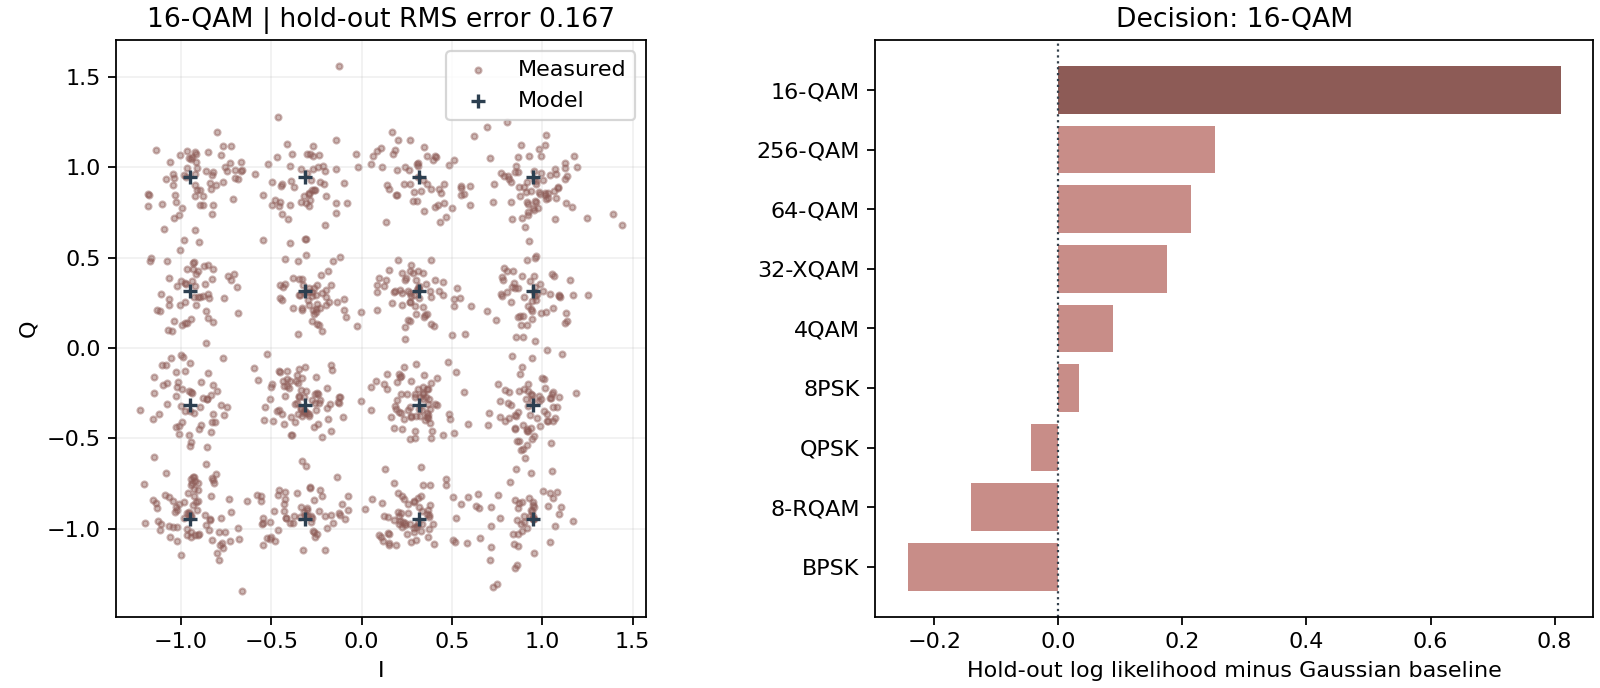 16-QAM | hold-out RMS error 0.167
Measured
Model
1.5
1.0
0.5
0.0
−0.5
−1.0
Q
−1.0
−0.5
0.0
0.5
1.0
1.5
I
Decision: 16-QAM
16-QAM
256-QAM
64-QAM
32-XQAM
4QAM
8PSK
QPSK
8-RQAM
BPSK
−0.2
0.0
0.2
0.4
0.6
0.8
Hold-out log likelihood minus Gaussian baseline